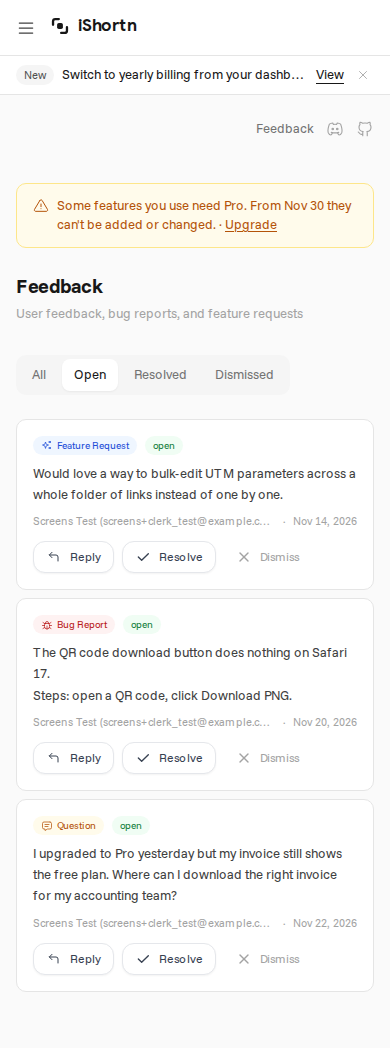 iShortn
New Switch to yearly billing from your dashb... View
Feedback
Some features you use need Pro. From Nov 30 they
can't be added or changed. · Upgrade
Feedback
User feedback, bug reports, and feature requests
All Open Resolved Dismissed
Feature Request open
Would love a way to bulk-edit UTM parameters across a
whole folder of links instead of one by one.
Screens Test (screens+clerk_test@example.c... · Nov 14, 2026
Reply Resolve Dismiss
Bug Report open
The QR code download button does nothing on Safari
17.
Steps: open a QR code, click Download PNG.
Screens Test (screens+clerk_test@example.c... · Nov 20, 2026
Reply Resolve Dismiss
Question open
I upgraded to Pro yesterday but my invoice still shows
the free plan. Where can I download the right invoice
for my accounting team?
Screens Test (screens+clerk_test@example.c... · Nov 22, 2026
Reply Resolve Dismiss